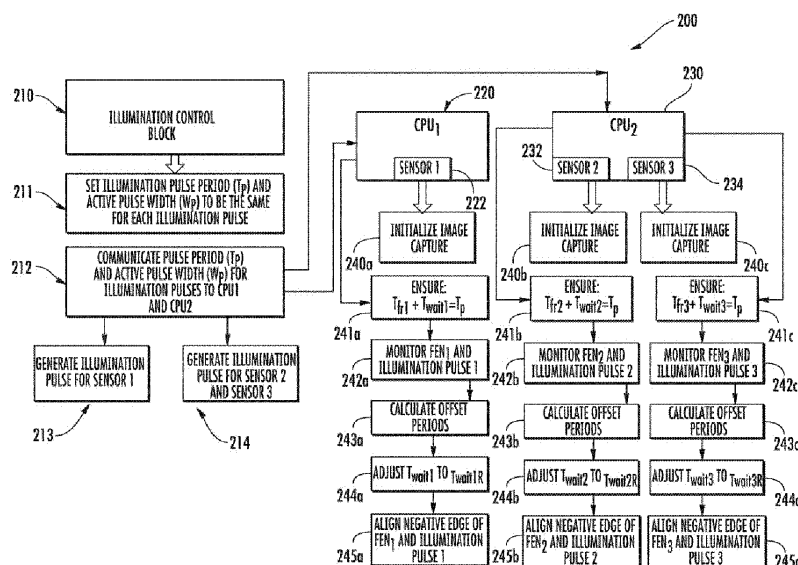 200
210
ILLUMINATION CONTROL
BLOCK
211
SET ILLUMINATION PULSE PERIOD (Tp) AND
ACTIVE PULSE WIDTH (Wp) TO BE THE SAME
FOR EACH ILLUMINATION PULSE
212
COMMUNICATE PULSE PERIOD (Tp)
AND ACTIVE PULSE WIDTH (Wp) FOR
ILLUMINATION PULSES TO CPU1
AND CPU2
GENERATE ILLUMINATION
PULSE FOR SENSOR 1
213
GENERATE ILLUMINATION
PULSE FOR SENSOR 2
AND SENSOR 3
214
220
CPU1
SENSOR 1
222
INITIALIZE IMAGE
CAPTURE
240a
ENSURE:
Tfr1 + Twait1=Tp
241a
MONITOR FEN1 AND
ILLUMINATION PULSE 1
242a
CALCULATE OFFSET
PERIODS
243a
ADJUST Twait1 TO Twait1R
244a
ALIGN NEGATIVE EDGE OF
FEN1 AND ILLUMINATION
PULSE 1
245a
230
CPU2
232
SENSOR 2
SENSOR 3
234
INITIALIZE IMAGE
CAPTURE
240b
ENSURE:
Tfr2 + Twait2=Tp
241b
MONITOR FEN2 AND
ILLUMINATION PULSE 2
242b
CALCULATE OFFSET
PERIODS
243b
ADJUST Twait2 TO Twait2R
244b
ALIGN NEGATIVE EDGE OF
FEN2 AND ILLUMINATION
PULSE 2
245b
INITIALIZE IMAGE
CAPTURE
240c
ENSURE:
Tfr3+ Twait3=Tp
241c
MONITOR FEN3 AND
ILLUMINATION PULSE 3
242c
CALCULATE OFFSET
PERIODS
243c
ADJUST Twait3 TO Twait3R
244c
ALIGN NEGATIVE EDGE OF
FEN3 AND ILLUMINATION
PULSE 3
245c